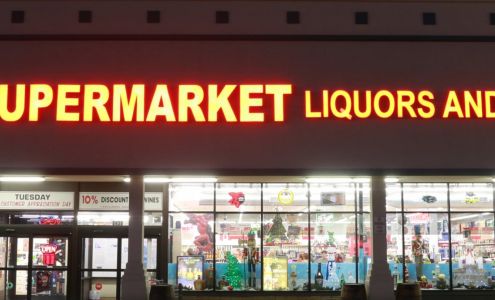 UPERMARKET LIQUORS AND
TUESDAY
CUSTOMER APPRECIATION DAY
10% DISCOUNT WINES
OPEN